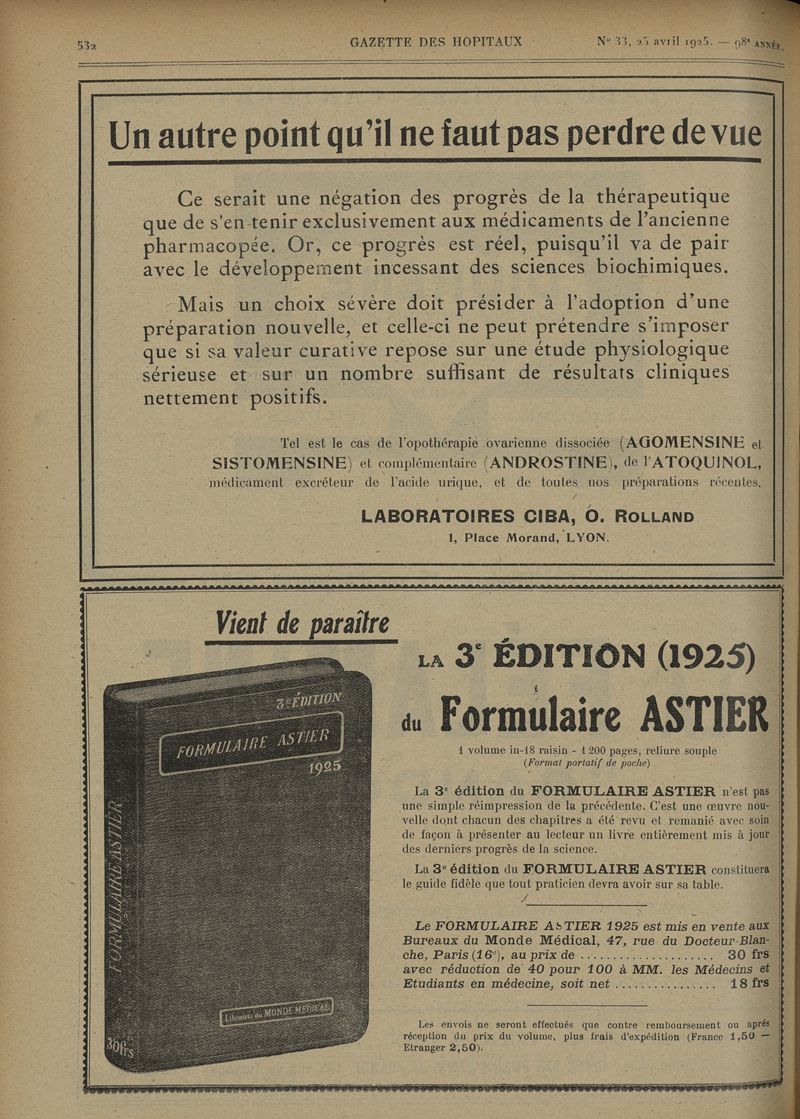 532
GAZETTE DES HOPITAUX
N° 33, 25 avril 1925. — 98e ANNÉE.
Un autre point qu'il ne faut pas perdre de vue
Ce serait une négation des progrès de la thérapeutique
que de s'en tenir exclusivement aux médicaments de l'ancienne
pharmacopée. Or, ce progrès est réel, puisqu'il va de pair
avec le développement incessant des sciences biochimiques.
Mais un choix sévère doit présider à l'adoption d'une
préparation nouvelle, et celle-ci ne peut prétendre s'imposer
que si sa valeur curative repose sur une étude physiologique
sérieuse et sur un nombre suffisant de résultats cliniques
nettement positifs.
Tel est le cas de l'opothérapie ovarienne dissociée (AGOMENSINE et
SISTOMENSINE) et complémentaire (ANDROSTINE), de l'ATOQUINOL,
médicament excréteur de l'acide urique, et de toutes nos préparations récentes.
LABORATOIRES CIBA, O. ROLLAND
1, Place Morand, LYON.
Vient de paraître
LA 3e ÉDITION (1925)
du Formulaire ASTIER
1 volume in-18 raisin - 1 200 pages, reliure souple
(Format portatif de poche)
La 3e édition du FORMULAIRE ASTIER n'est pas
une simple réimpression de la précédente. C'est une œuvre nou-
velle dont chacun des chapitres a été revu et remanié avec soin
de façon à présenter au lecteur un livre entièrement mis à jour
des derniers progrès de la science.
La 3e édition du FORMULAIRE ASTIER constituera
le guide fidèle que tout praticien devra avoir sur sa table.
Le FORMULAIRE ASTIER 1925 est mis en vente aux
Bureaux du Monde Médical, 47, rue du Docteur-Blan-
che, Paris (16e), au prix de ...................... 30 frs
avec réduction de 40 pour 100 à MM. les Médecins et
Etudiants en médecine, soit net ................ 18 frs
Les envois ne seront effectués que contre remboursement ou après
réception du prix du volume, plus frais d'expédition (France 1,50 —
Etranger 2,50).
3e ÉDITION
FORMULAIRE ASTIER
1925
FORMULAIRE ASTIER
Librairie du MONDE MEDICAL
30frs